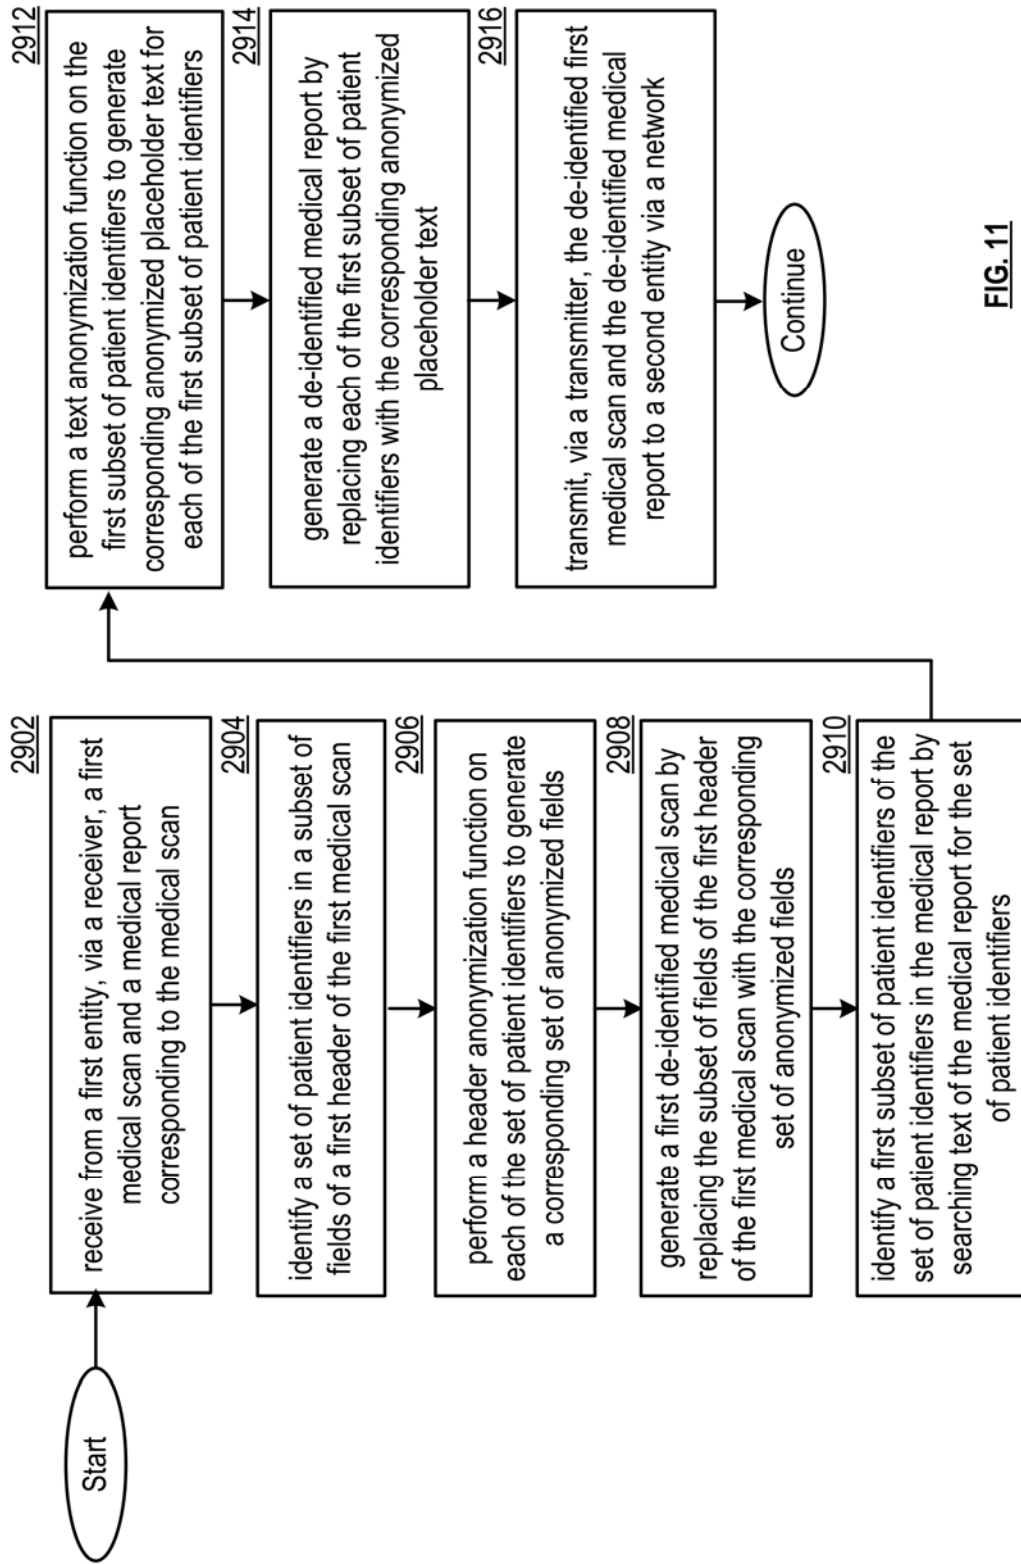 Start
2902
receive from a first entity, via a receiver, a first
medical scan and a medical report
corresponding to the medical scan
2904
identify a set of patient identifiers in a subset of
fields of a first header of the first medical scan
2906
perform a header anonymization function on
each of the set of patient identifiers to generate
a corresponding set of anonymized fields
2908
generate a first de-identified medical scan by
replacing the subset of fields of the first header
of the first medical scan with the corresponding
set of anonymized fields
2910
identify a first subset of patient identifiers of the
set of patient identifiers in the medical report by
searching text of the medical report for the set
of patient identifiers
2912
perform a text anonymization function on the
first subset of patient identifiers to generate
corresponding anonymized placeholder text for
each of the first subset of patient identifiers
2914
generate a de-identified medical report by
replacing each of the first subset of patient
identifiers with the corresponding anonymized
placeholder text
2916
transmit, via a transmitter, the de-identified first
medical scan and the de-identified medical
report to a second entity via a network
Continue
FIG. 11